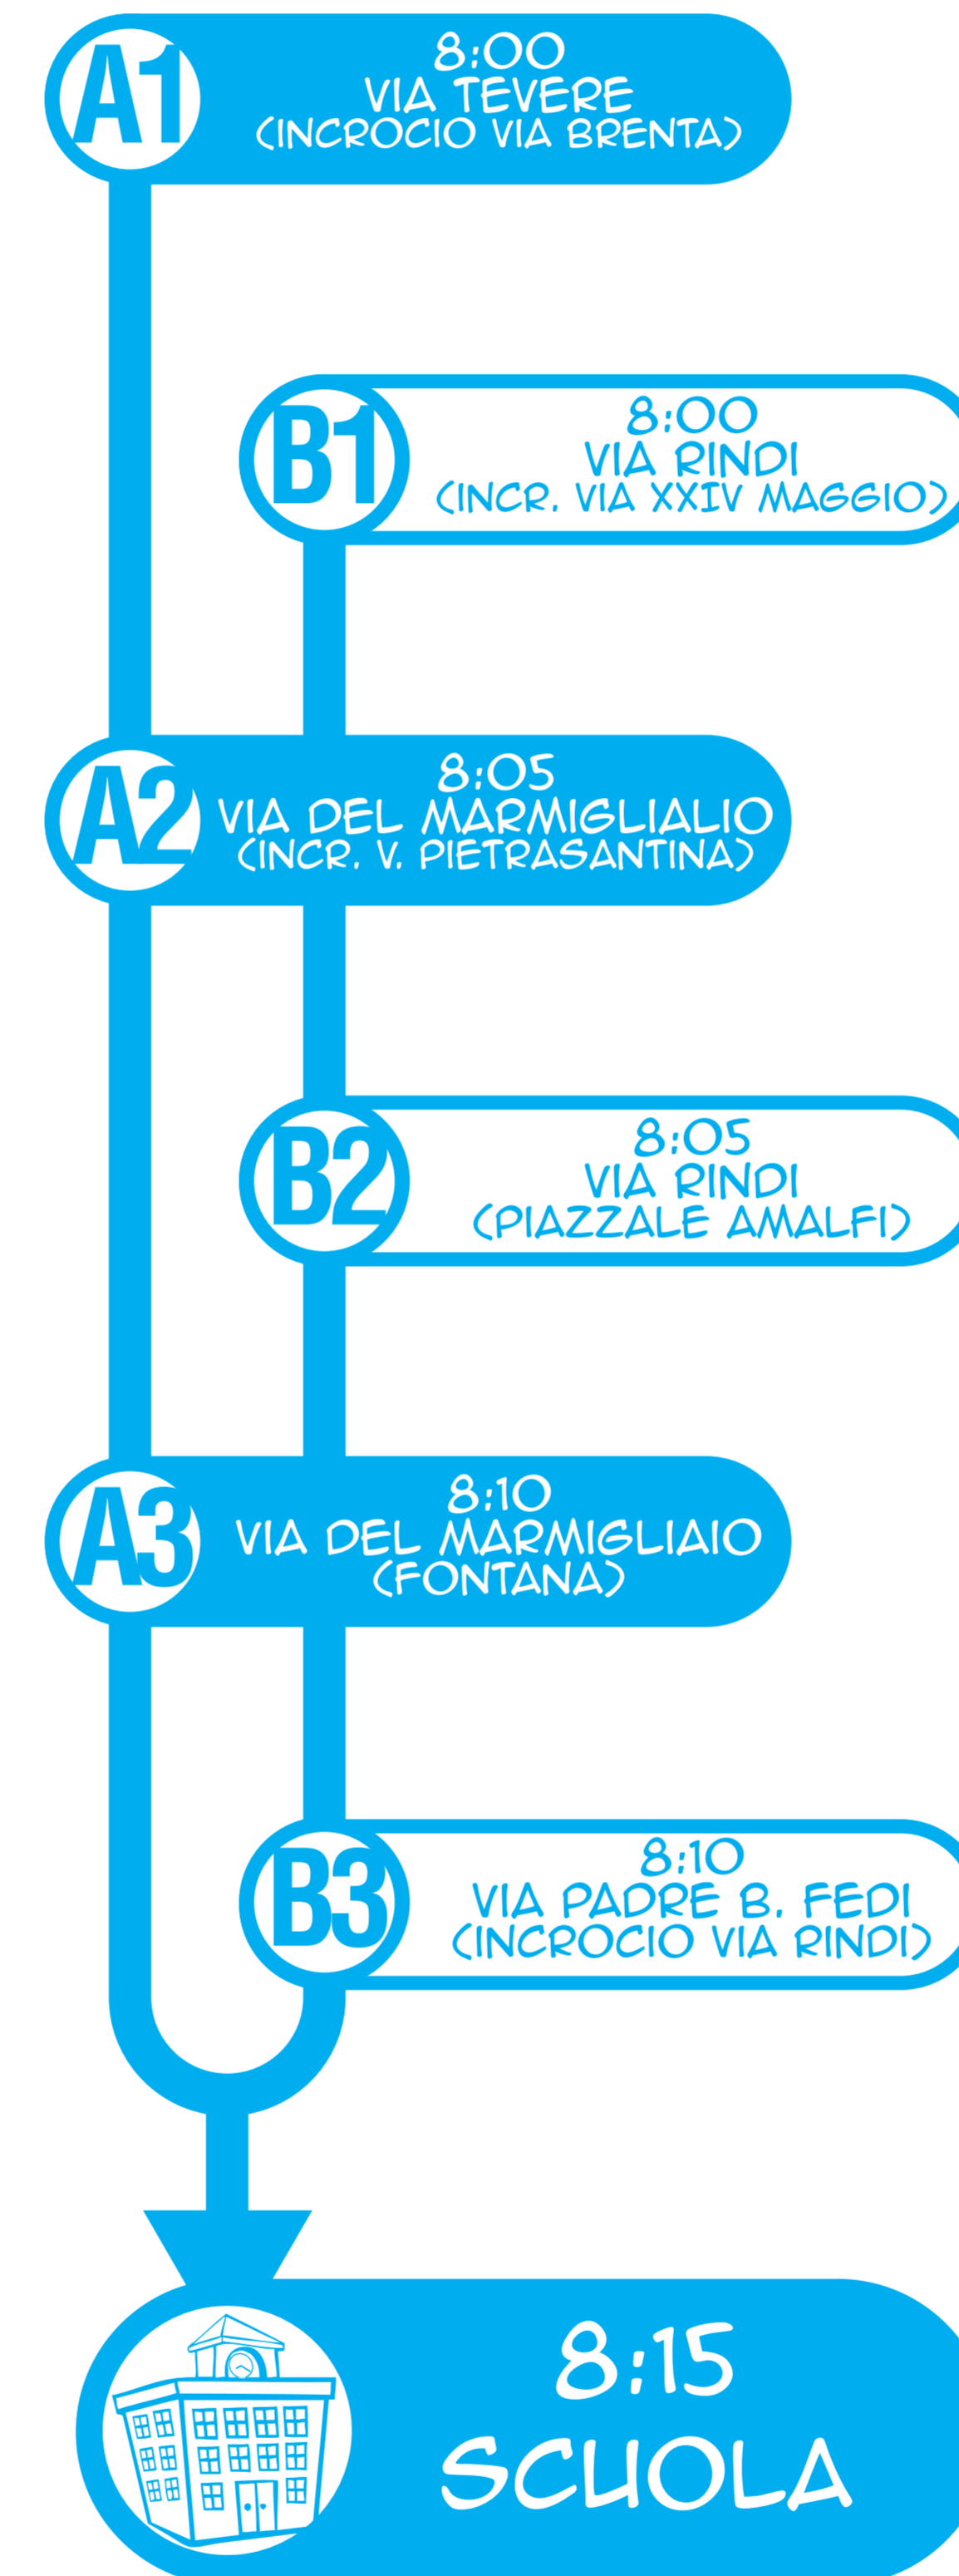 A1
8:00
VIA TEVERE
(INCROCIO VIA BRENTA)
B1
8:00
VIA RINDI
(INCR. VIA XXIV MAGGIO)
A2
8:05
VIA DEL MARMIGLIALIO
(INCR. V. PIETRASANTINA)
B2
8:05
VIA RINDI
(PIAZZALE AMALFI)
A3
8:10
VIA DEL MARMIGLIAIO
(FONTANA)
B3
8:10
VIA PADRE B. FEDI
(INCROCIO VIA RINDI)
8:15
SCUOLA